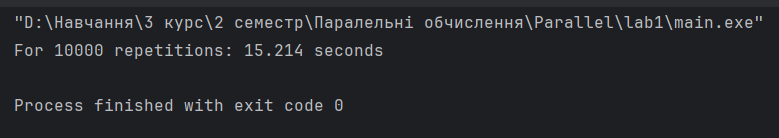 "D:\Навчання\3 курс\2 семестр\Паралельні обчислення\Parallel\lab1\main.exe"
For 10000 repetitions: 15.214 seconds
Process finished with exit code 0